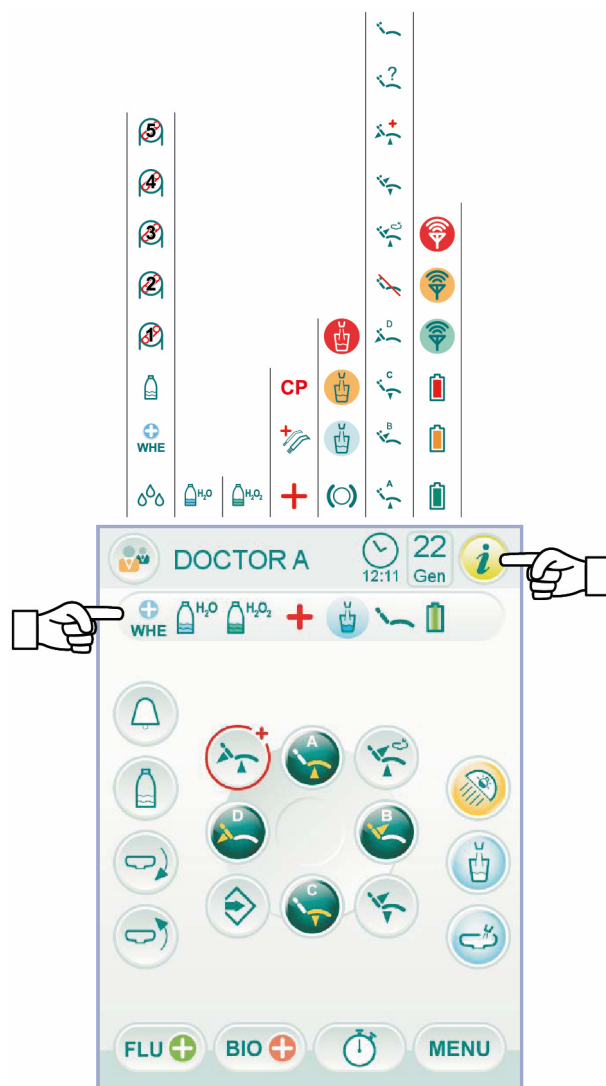 ?
5
4
3
2
1
D
C
CP
B
WHE
H₂O
H₂O₂
A
DOCTOR A
12:11
22
Gen
i
WHE
H₂O
H₂O₂
A
D
B
C
FLU
BIO
MENU